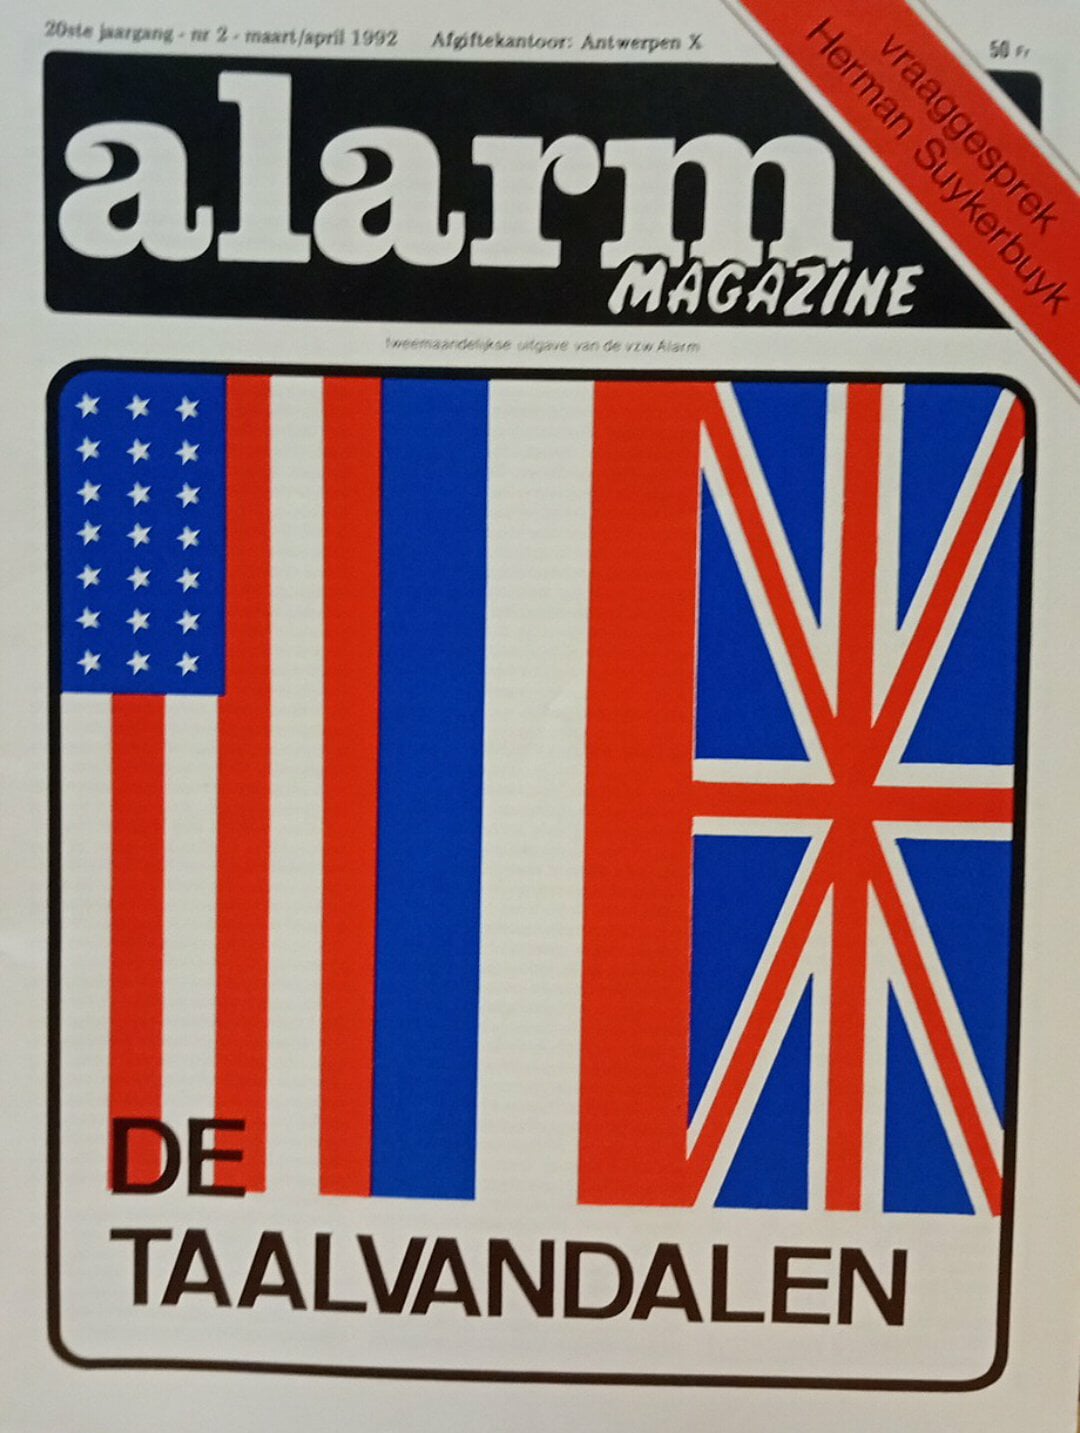 20ste jaargang - nr 2 - maart/april 1992 Afgiftekantoor: Antwerpen X
50 Fr
vraaggesprek
Herman Suykerbuyk
alarm
MAGAZINE
tweemaandelijkse uitgave van de vzw Alarm
DE
TAALVANDALEN